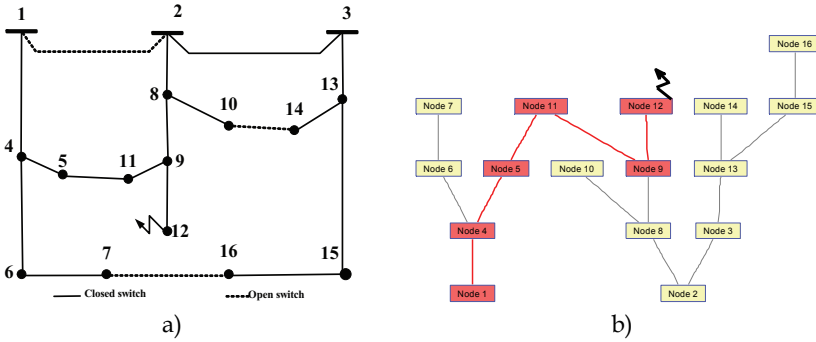 1
2
3
8
10
14
13
4
5
11
9
12
6
7
16
15
Closed switch
Open switch
a)
Node 16
Node 7
Node 11
Node 12
Node 14
Node 15
Node 6
Node 5
Node 10
Node 9
Node 13
Node 4
Node 8
Node 3
Node 1
Node 2
b)